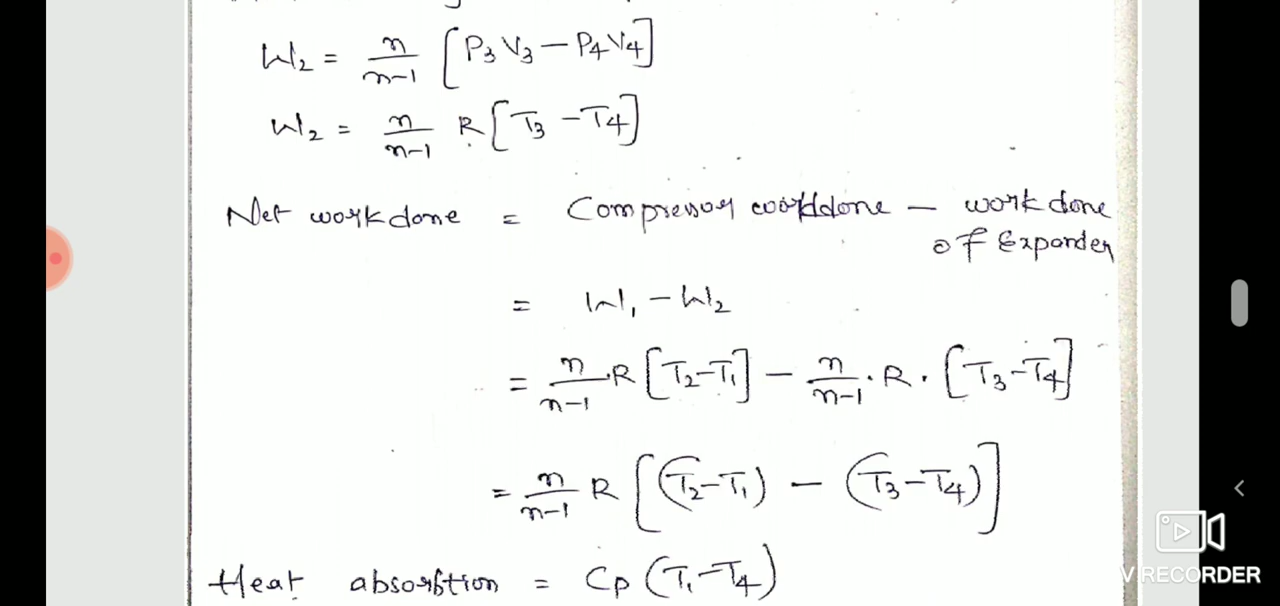 W₂ = n/n-1 [P₃V₃ - P₄V₄]
W₂ = n/n-1 R[T₃ - T₄]
Net workdone = Compressor workddone - work done
of Expander
= W₁ - W₂
= n/n-1 · R [T₂-T₁] - n/n-1 · R · [T₃-T₄]
= n/n-1 R [(T₂-T₁) - (T₃-T₄)]
Heat absorbtion = Cp (T₁-T₄)
V RECORDER